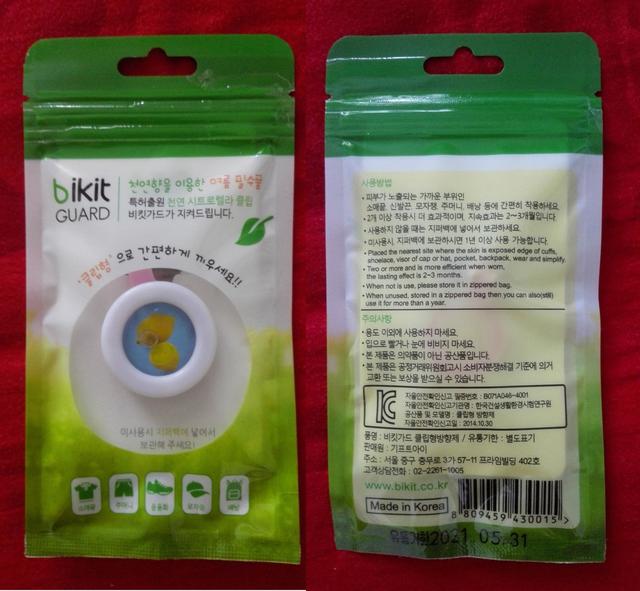 bikit
GUARD
천연향을 이용한 여름 필수품
특허출원 천연 시트로렐라 클립
비킷가드가 지켜드립니다.
'클립형'으로 간편하게 끼우세요!!
미사용시 지퍼백에 넣어서
보관해 주세요!
소매끝 주머니 운동화 모자창 배낭
사용방법
• 피부가 노출되는 가까운 부위인
소매끝, 신발끈, 모자챙, 주머니, 배낭 등에 간편히 착용하세요.
• 2개 이상 착용시 더 효과적이며, 지속효과는 2~3개월입니다.
• 사용하지 않을 때는 지퍼백에 넣어서 보관하세요.
• 미사용시 지퍼백에 보관하시면 1년 이상 사용 가능합니다.
• Placed the nearest site where the skin is exposed edge of cuffs,
shoelace, visor of cap or hat, pocket, backpack, wear and simplify.
• Two or more and is more efficient when worn,
the lasting effect is 2~3 months.
• When not in use, please store it in zippered bag.
• When unused, stored in a zippered bag then you can also(still)
use it for more than a year.
주의사항
• 용도 이외에 사용하지 마세요.
• 입으로 빨거나 눈에 비비지 마세요.
• 본 제품은 의약품이 아닌 공산품입니다.
• 본 제품은 공정거래위원회고시 소비자분쟁해결 기준에 의거
교환 또는 보상을 받으실 수 있습니다.
자율안전확인신고 필증번호 : B071A046-4001
자율안전확인신고기관명 : 한국건설생활환경시험연구원
공산품 및 모델명 : 클립형 방향제
자율안전확인신고일 : 2014.10.30
품명 : 비킷가드 클립형방향제 / 유통기한 : 별도표기
판매원 : 기프트아이
주소 : 서울 중구 충무로 3가 57-11 프라임빌딩 402호
고객상담전화 : 02-2261-1005
www.bikit.co.kr
Made in Korea
8 809459 430015 >
유통기한 2021. 05. 31